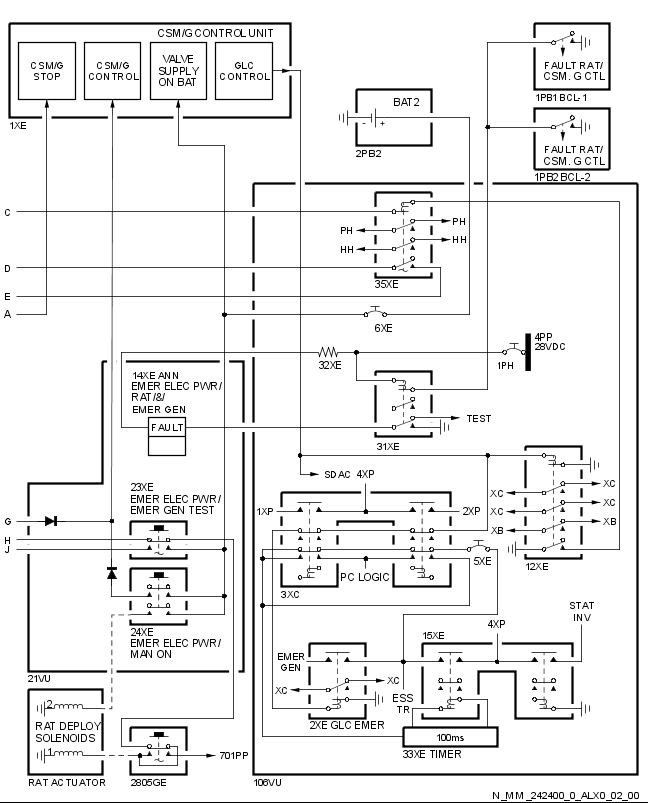 CSM/G CONTROL UNIT
CSM/G
STOP
CSM/G
CONTROL
VALVE
SUPPLY
ON BAT
GLC
CONTROL
1XE
BAT2
- +
2PB2
FAULT RAT/
CSM. G CTL
1PB1 BCL-1
FAULT RAT/
CSM. G CTL
1PB2 BCL-2
C
PH
PH
HH
HH
D
35XE
E
A
6XE
4PP
28VDC
32XE
1PH
14XE ANN
EMER ELEC PWR/
RAT/&/
EMER GEN
FAULT
TEST
31XE
SDAC
4XP
XC
XC
XC
XC
XB
XB
12XE
1XP
2XP
23XE
EMER ELEC PWR/
EMER GEN TEST
G
H
J
PC LOGIC
5XE
3XC
24XE
EMER ELEC PWR/
MAN ON
21VU
STAT
INV
4XP
15XE
EMER
GEN
XC
XC
ESS
TR
2XE GLC EMER
100ms
33XE TIMER
2
RAT DEPLOY
SOLENOIDS
1
RAT ACTUATOR
701PP
2805GE
106VU
N_MM_242400_0_ALX0_02_00